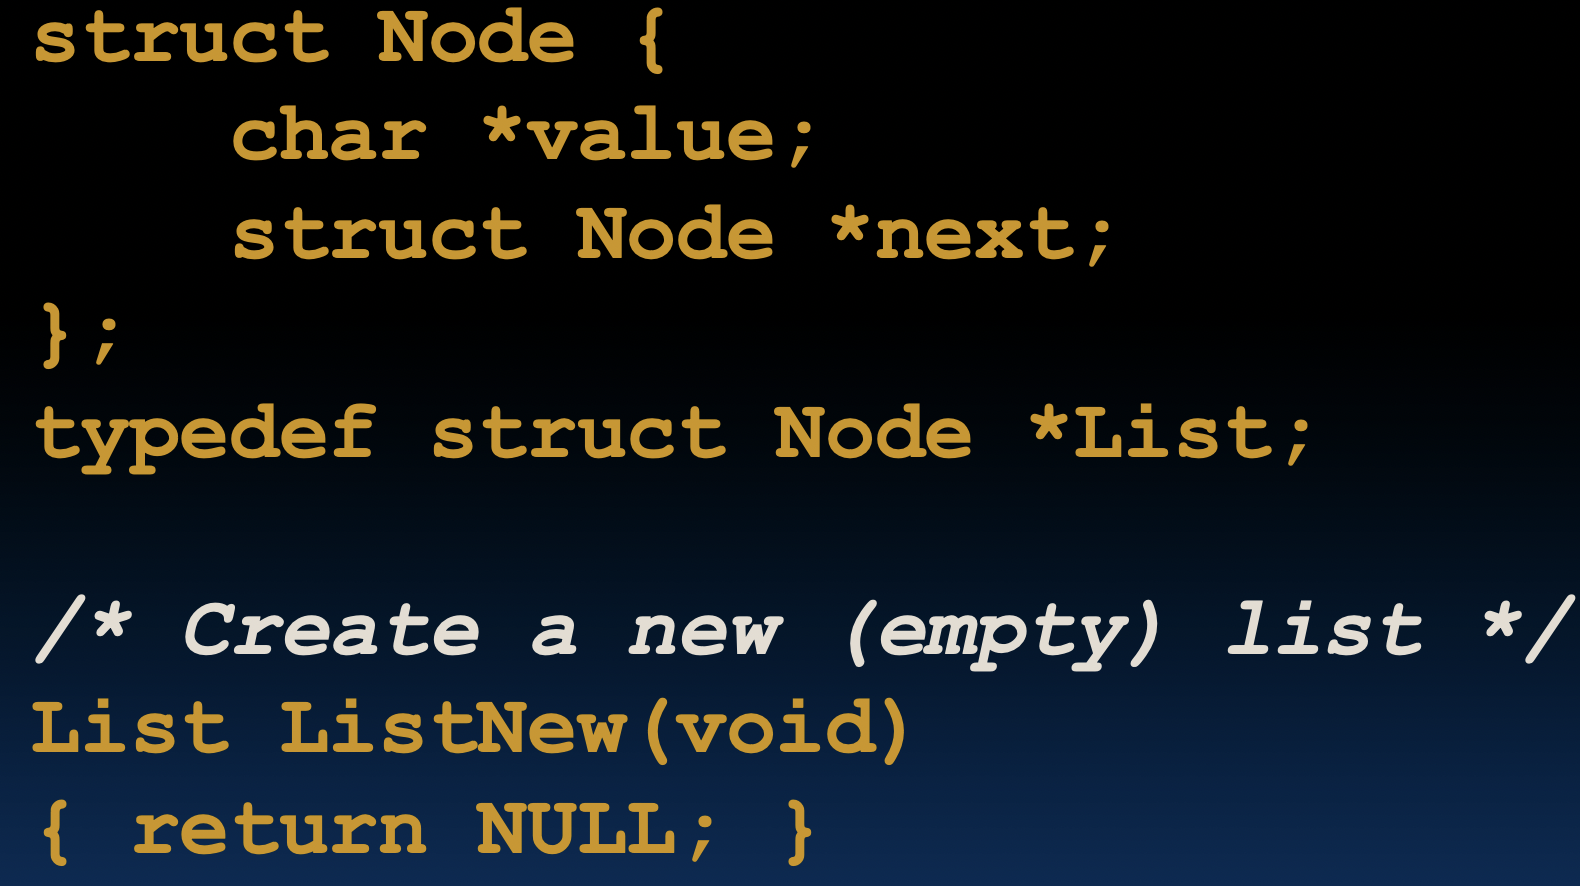 struct Node {
    char *value;
    struct Node *next;
};
typedef struct Node *List;

/* Create a new (empty) list */
List ListNew(void)
{ return NULL; }